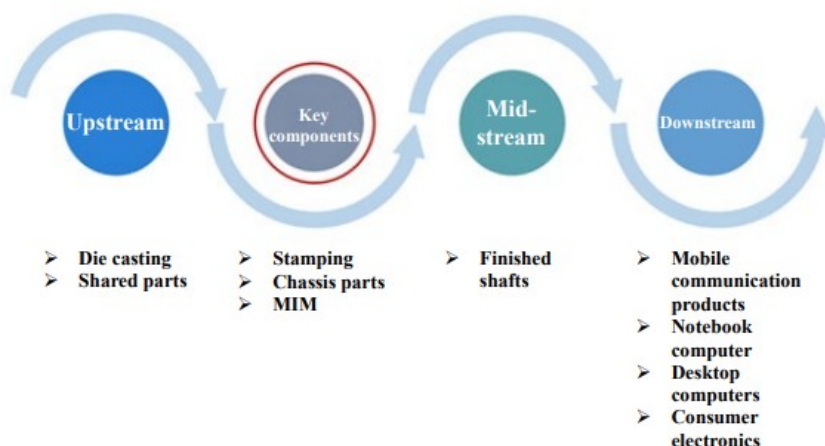 Upstream
Key
components
Mid-
stream
Downstream
➤ Die casting
➤ Shared parts
➤ Stamping
➤ Chassis parts
➤ MIM
➤ Finished
shafts
➤ Mobile
communication
products
➤ Notebook
computer
➤ Desktop
computers
➤ Consumer
electronics